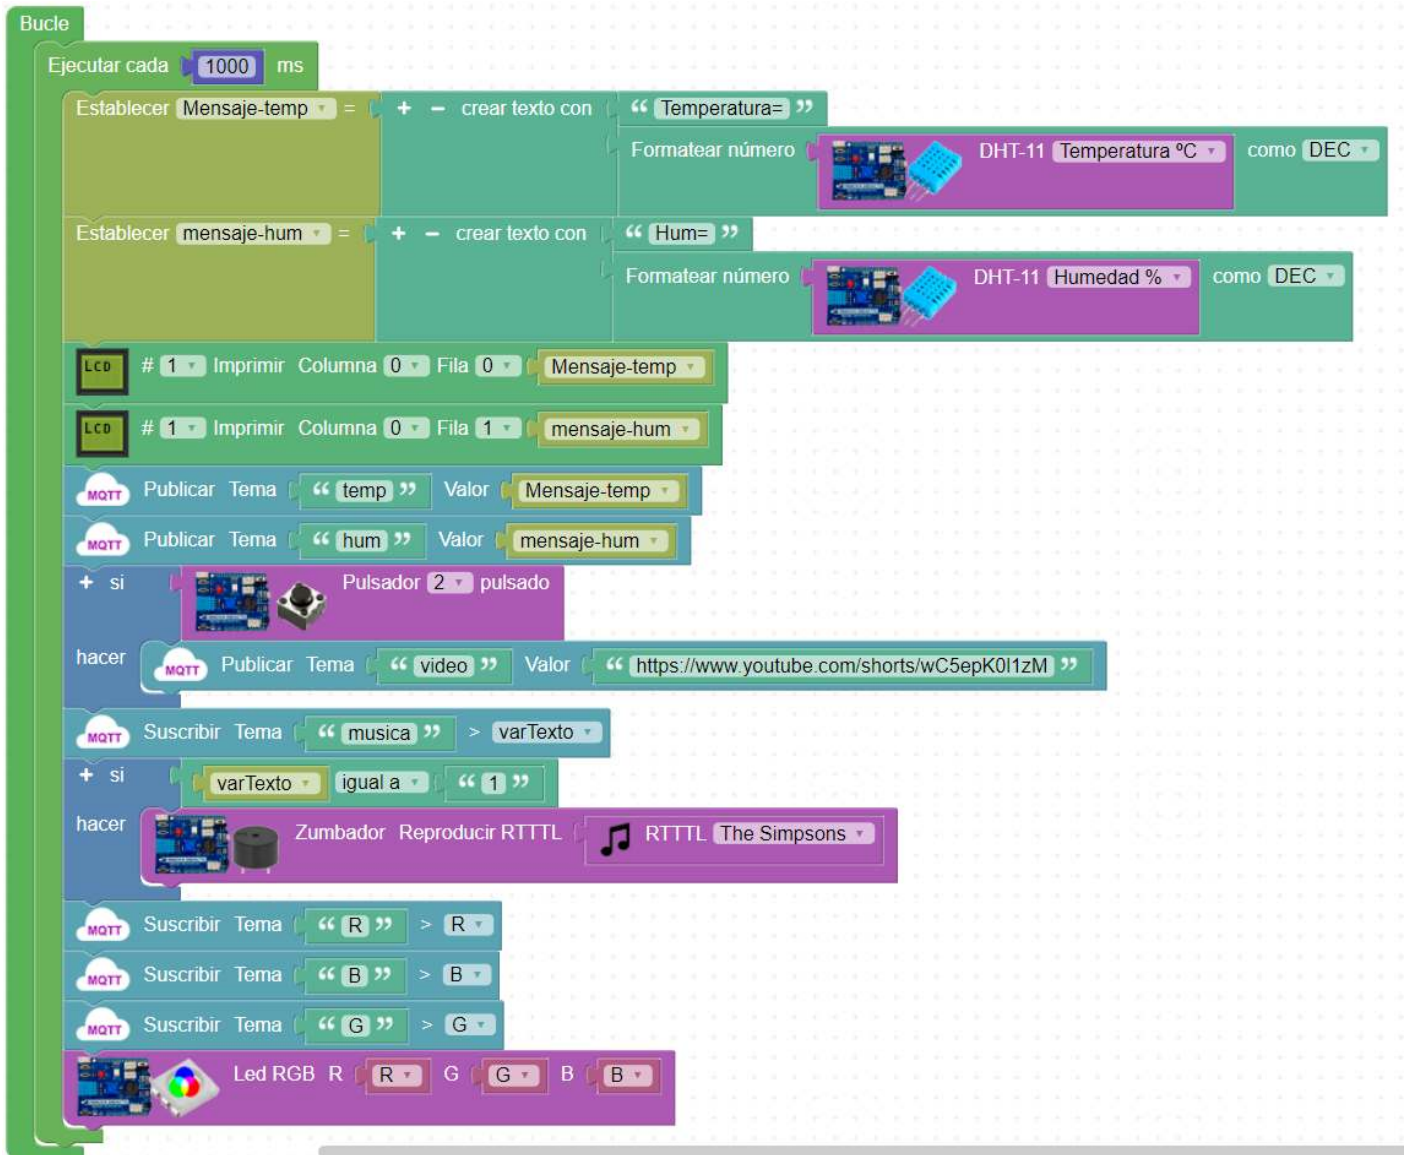 Bucle
Ejecutar cada 1000 ms
Establecer Mensaje-temp = + − crear texto con “ Temperatura= ”
Formatear número DHT-11 Temperatura ºC como DEC
Establecer mensaje-hum = + − crear texto con “ Hum= ”
Formatear número DHT-11 Humedad % como DEC
LCD # 1 Imprimir Columna 0 Fila 0 Mensaje-temp
LCD # 1 Imprimir Columna 0 Fila 1 mensaje-hum
MQTT Publicar Tema “ temp ” Valor Mensaje-temp
MQTT Publicar Tema “ hum ” Valor mensaje-hum
+ si Pulsador 2 pulsado
hacer MQTT Publicar Tema “ video ” Valor “ https://www.youtube.com/shorts/wC5epK0l1zM ”
MQTT Suscribir Tema “ musica ” > varTexto
+ si varTexto igual a “ 1 ”
hacer Zumbador Reproducir RTTTL RTTTL The Simpsons
MQTT Suscribir Tema “ R ” > R
MQTT Suscribir Tema “ B ” > B
MQTT Suscribir Tema “ G ” > G
Led RGB R R G G B B